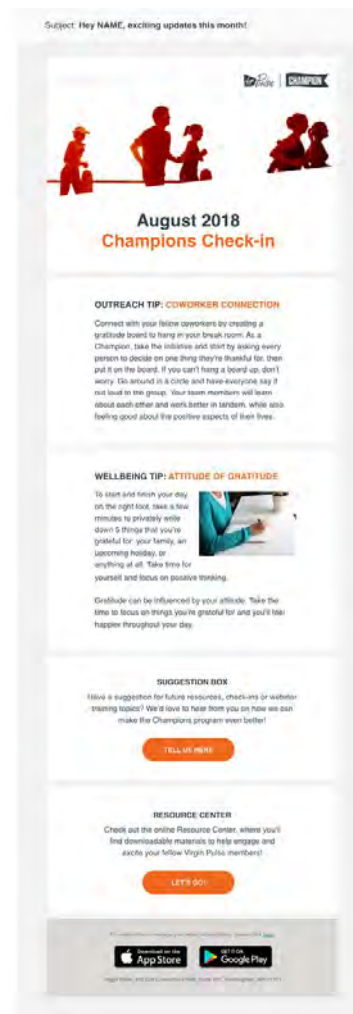 Subject: Hey NAME, exciting updates this month!
Pulse CHAMPION
August 2018
Champions Check-in
OUTREACH TIP: COWORKER CONNECTION
Connect with your fellow coworkers by creating a
gratitude board to hang in your break room. As a
Champion, take the initiative and start by asking every
person to decide on one thing they're thankful for, then
put it on the board. If you can't hang a board up, don't
worry. Go around in a circle and have everyone say it
out loud to the group. Your team members will learn
about each other and work better in tandem, while also
feeling good about the positive aspects of their lives.
WELLBEING TIP: ATTITUDE OF GRATITUDE
To start and finish your day
on the right foot, take a few
minutes to privately write
down 5 things that you're
grateful for: your family, an
upcoming holiday, or
anything at all. Take time for
yourself and focus on positive thinking.
Gratitude can be influenced by your attitude. Take the
time to focus on things you're grateful for and you'll feel
happier throughout your day.
SUGGESTION BOX
Have a suggestion for future resources, check-ins or webinar
training topics? We'd love to hear from you on how we can
make the Champions program even better!
TELL US HERE
RESOURCE CENTER
Check out the online Resource Center, where you'll
find downloadable materials to help engage and
excite your fellow Virgin Pulse members!
LET'S GO!
Download on the
App Store
GET IT ON
Google Play